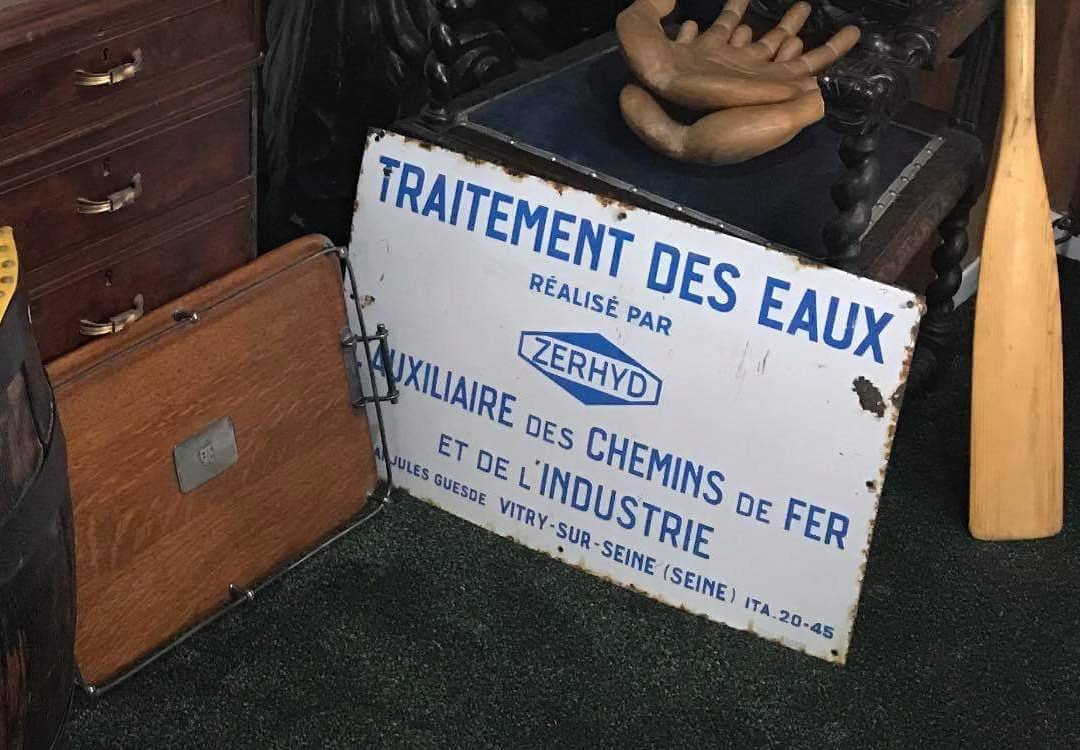 TRAITEMENT DES EAUX
RÉALISÉ PAR
ZERHYD
AUXILIAIRE DES CHEMINS DE FER
ET DE L'INDUSTRIE
JULES GUESDE VITRY-SUR-SEINE (SEINE) ITA.20-45